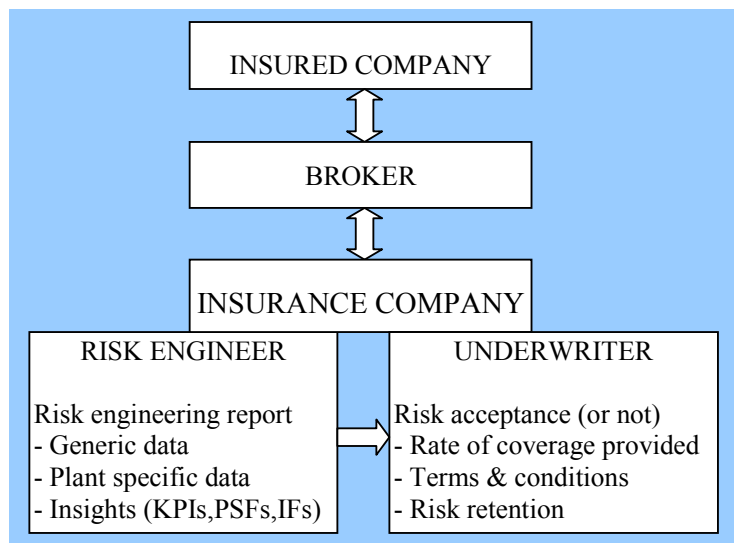 INSURED COMPANY
BROKER
INSURANCE COMPANY
RISK ENGINEER
Risk engineering report
- Generic data
- Plant specific data
- Insights (KPIs,PSFs,IFs)
UNDERWRITER
Risk acceptance (or not)
- Rate of coverage provided
- Terms & conditions
- Risk retention